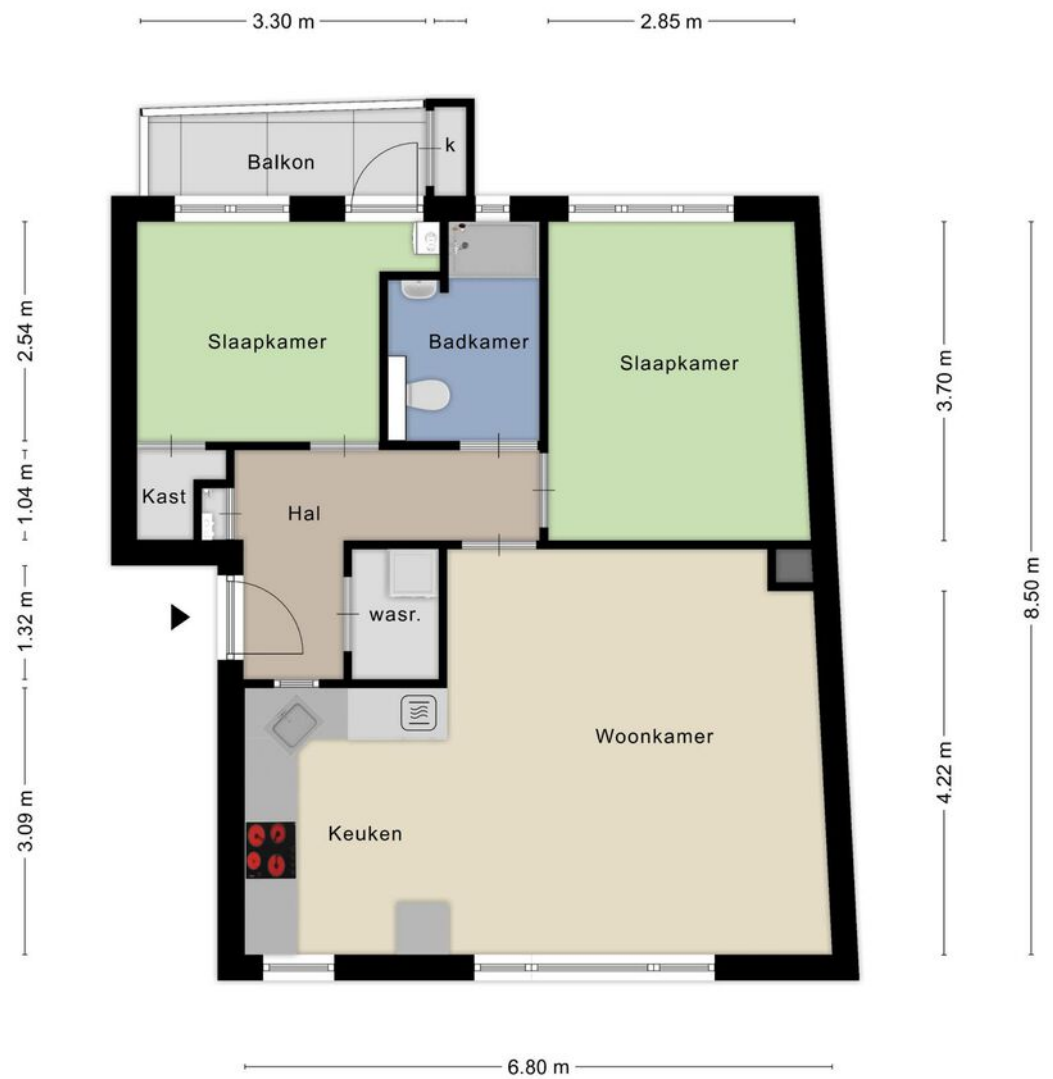 3.30 m
2.85 m
Balkon
k
2.54 m
Slaapkamer
Badkamer
Slaapkamer
3.70 m
1.04 m
Kast
Hal
8.50 m
1.32 m
wasr.
Woonkamer
4.22 m
3.09 m
Keuken
6.80 m